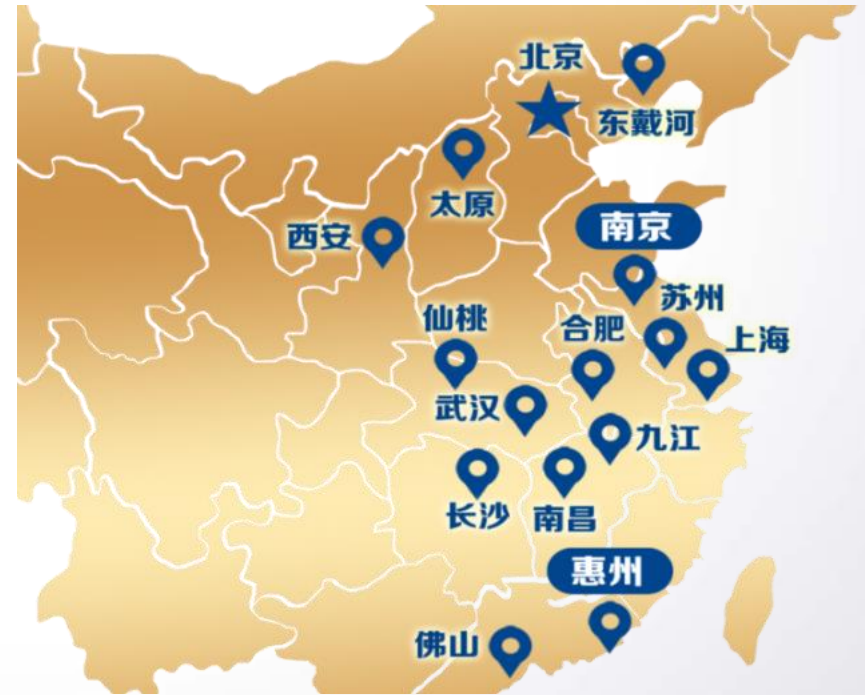 北京
东戴河
太原
南京
西安
苏州
仙桃
合肥
上海
武汉
九江
长沙
南昌
惠州
佛山